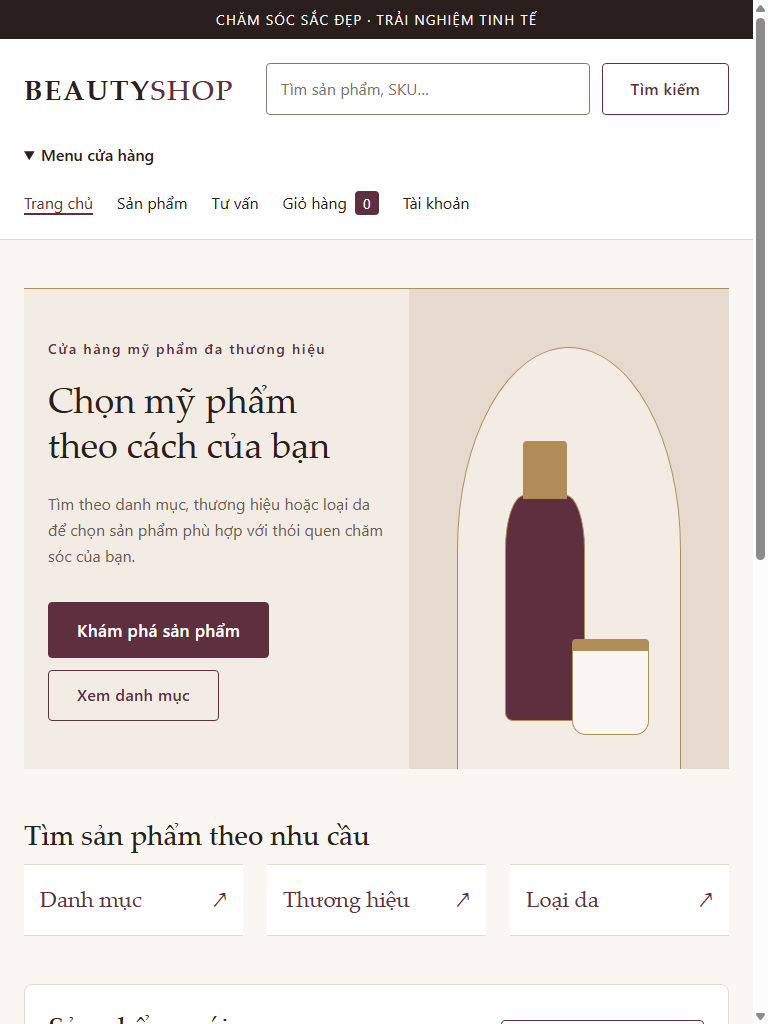 CHĂM SÓC SẮC ĐẸP · TRẢI NGHIỆM TINH TẾ
BEAUTYSHOP
Tìm sản phẩm, SKU...
Tìm kiếm
▼ Menu cửa hàng
Trang chủ
Sản phẩm
Tư vấn
Giỏ hàng 0
Tài khoản
Cửa hàng mỹ phẩm đa thương hiệu
Chọn mỹ phẩm
theo cách của bạn
Tìm theo danh mục, thương hiệu hoặc loại da
để chọn sản phẩm phù hợp với thói quen chăm
sóc của bạn.
Khám phá sản phẩm
Xem danh mục
Tìm sản phẩm theo nhu cầu
Danh mục ↗
Thương hiệu ↗
Loại da ↗